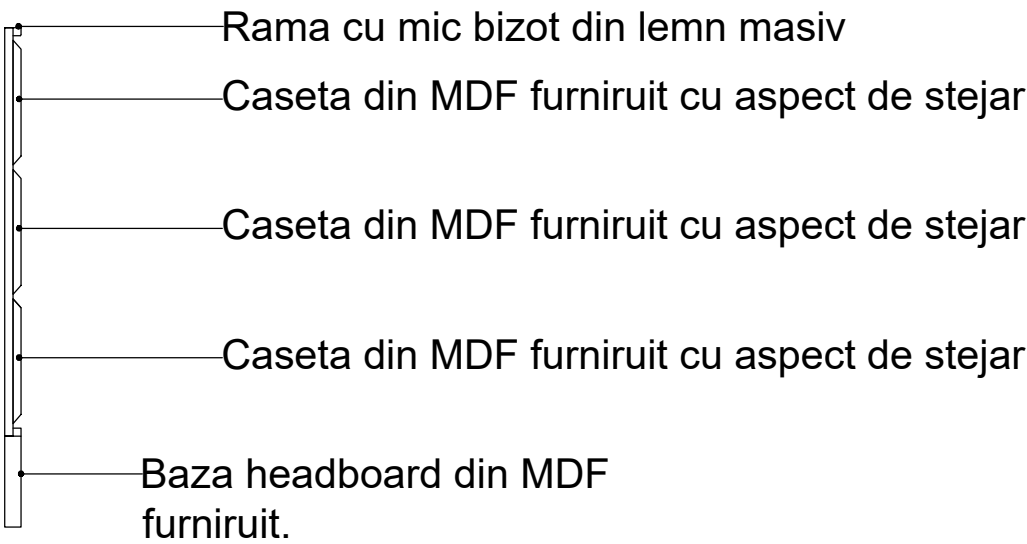 Rama cu mic bizot din lemn masiv
Caseta din MDF furniruit cu aspect de stejar
Caseta din MDF furniruit cu aspect de stejar
Caseta din MDF furniruit cu aspect de stejar
Baza headboard din MDF
furniruit.